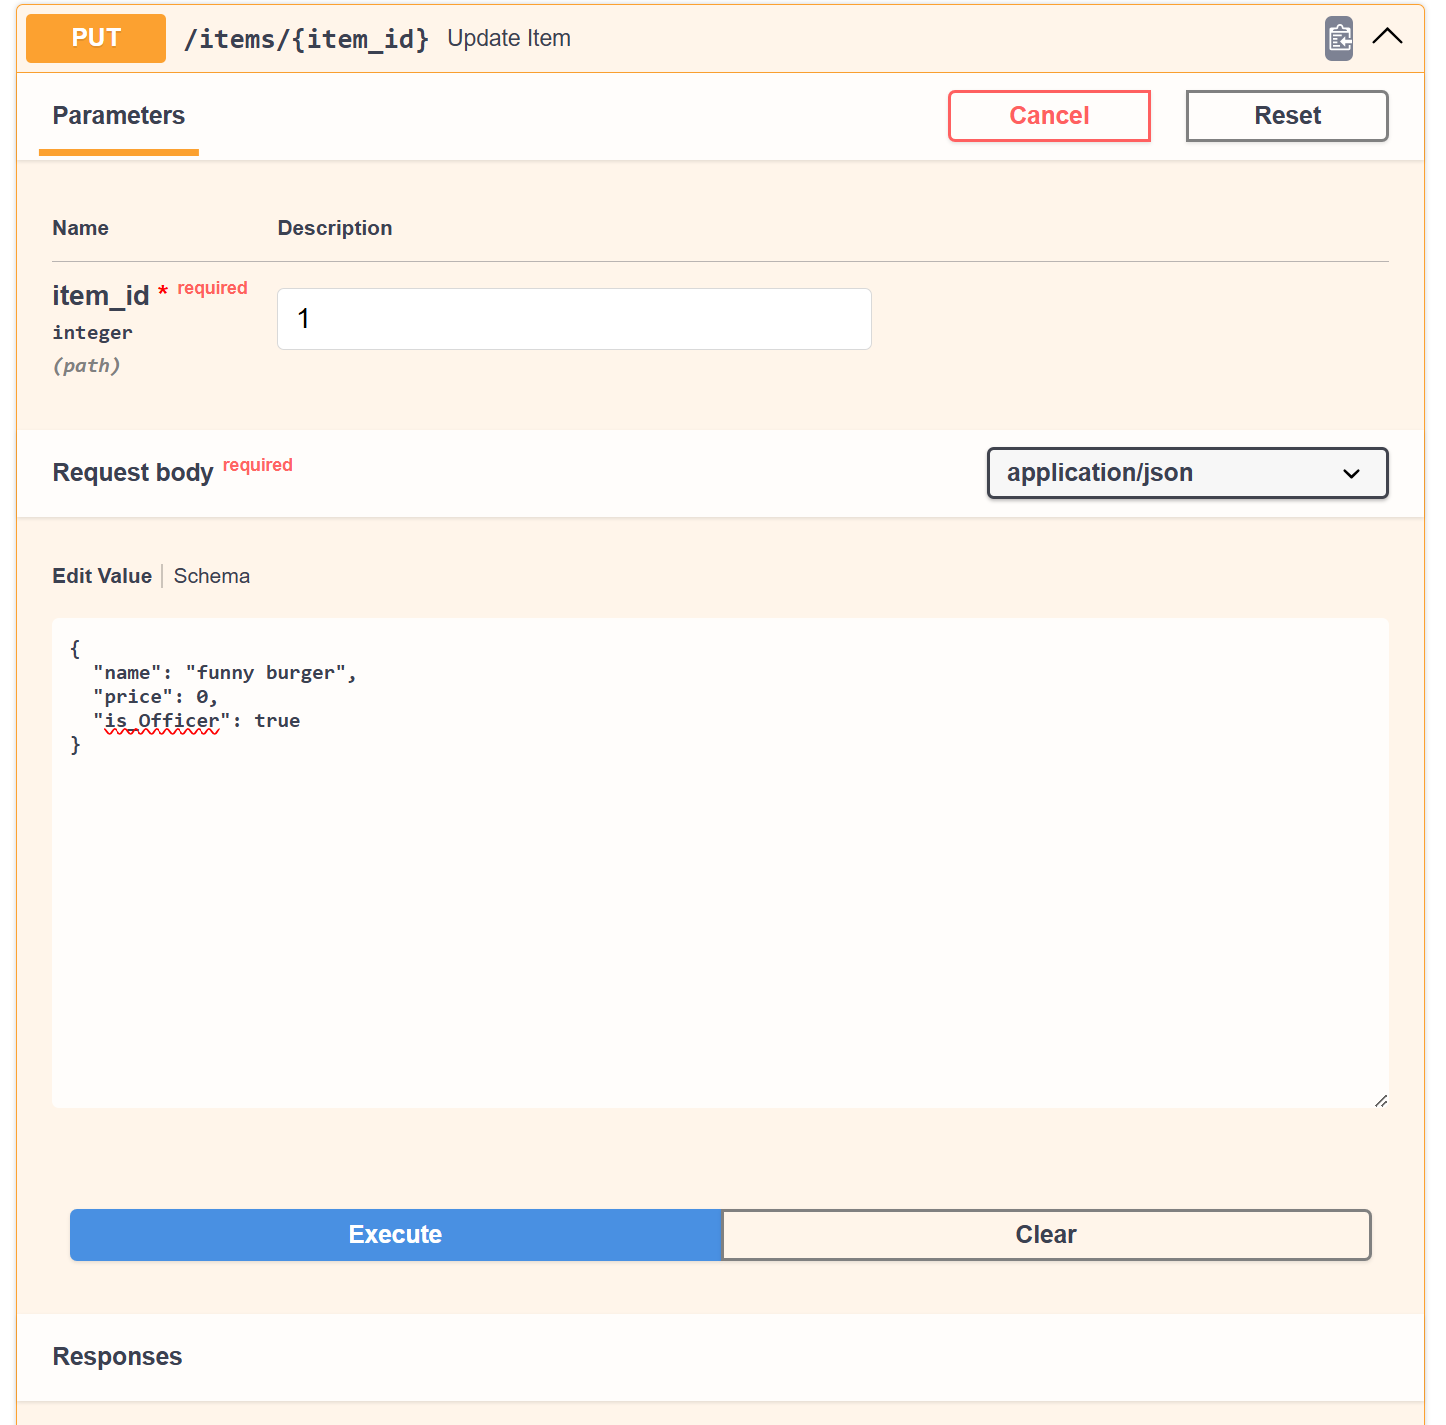 PUT /items/{item_id} Update Item
Parameters
Cancel
Reset
Name Description
item_id * required
integer
(path)
1
Request body required
application/json
Edit Value | Schema
{
  "name": "funny burger",
  "price": 0,
  "is_Officer": true
}
Execute
Clear
Responses